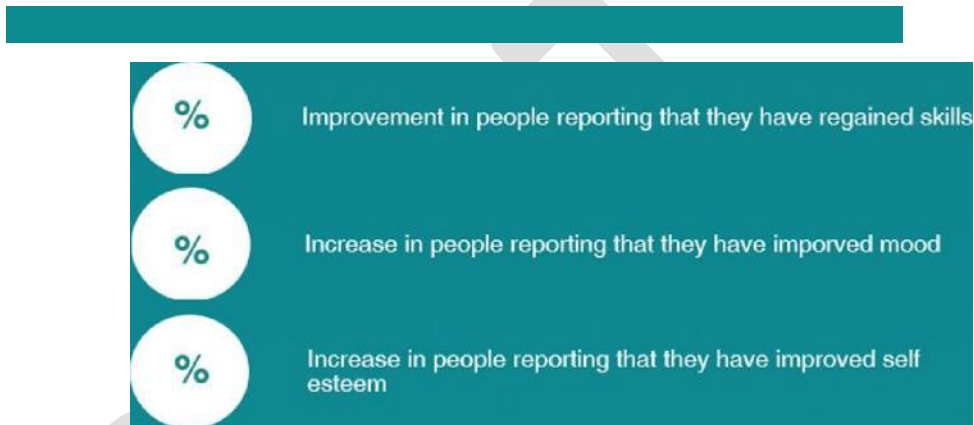 %
Improvement in people reporting that they have regained skills
%
Increase in people reporting that they have imporved mood
%
Increase in people reporting that they have improved self
esteem